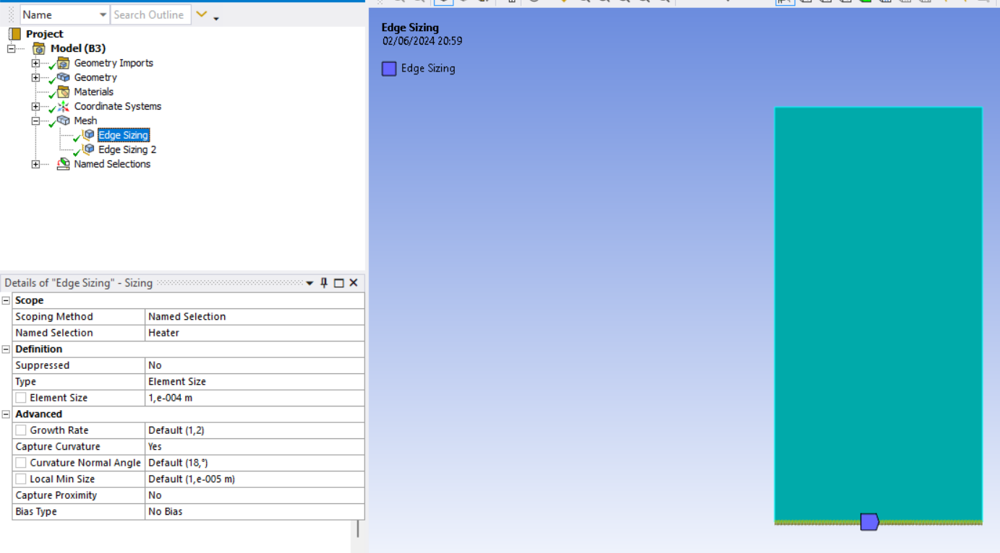 Name Search Outline
Project
Model (B3)
Geometry Imports
Geometry
Materials
Coordinate Systems
Mesh
Edge Sizing
Edge Sizing 2
Named Selections
Details of "Edge Sizing" - Sizing
Scope
Scoping Method Named Selection
Named Selection Heater
Definition
Suppressed No
Type Element Size
Element Size 1,e-004 m
Advanced
Growth Rate Default (1,2)
Capture Curvature Yes
Curvature Normal Angle Default (18,°)
Local Min Size Default (1,e-005 m)
Capture Proximity No
Bias Type No Bias
Edge Sizing
02/06/2024 20:59
Edge Sizing